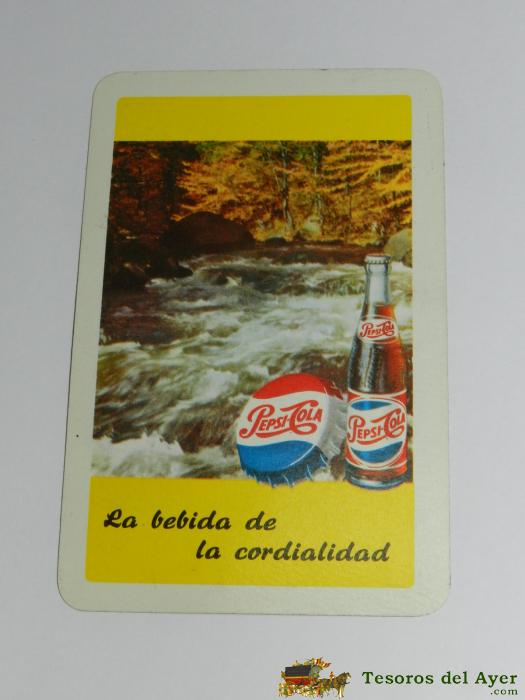 PEPSI-COLA
PEPSI-COLA
PEPSI-COLA
La bebida de
la cordialidad
Tesoros del Ayer
.com